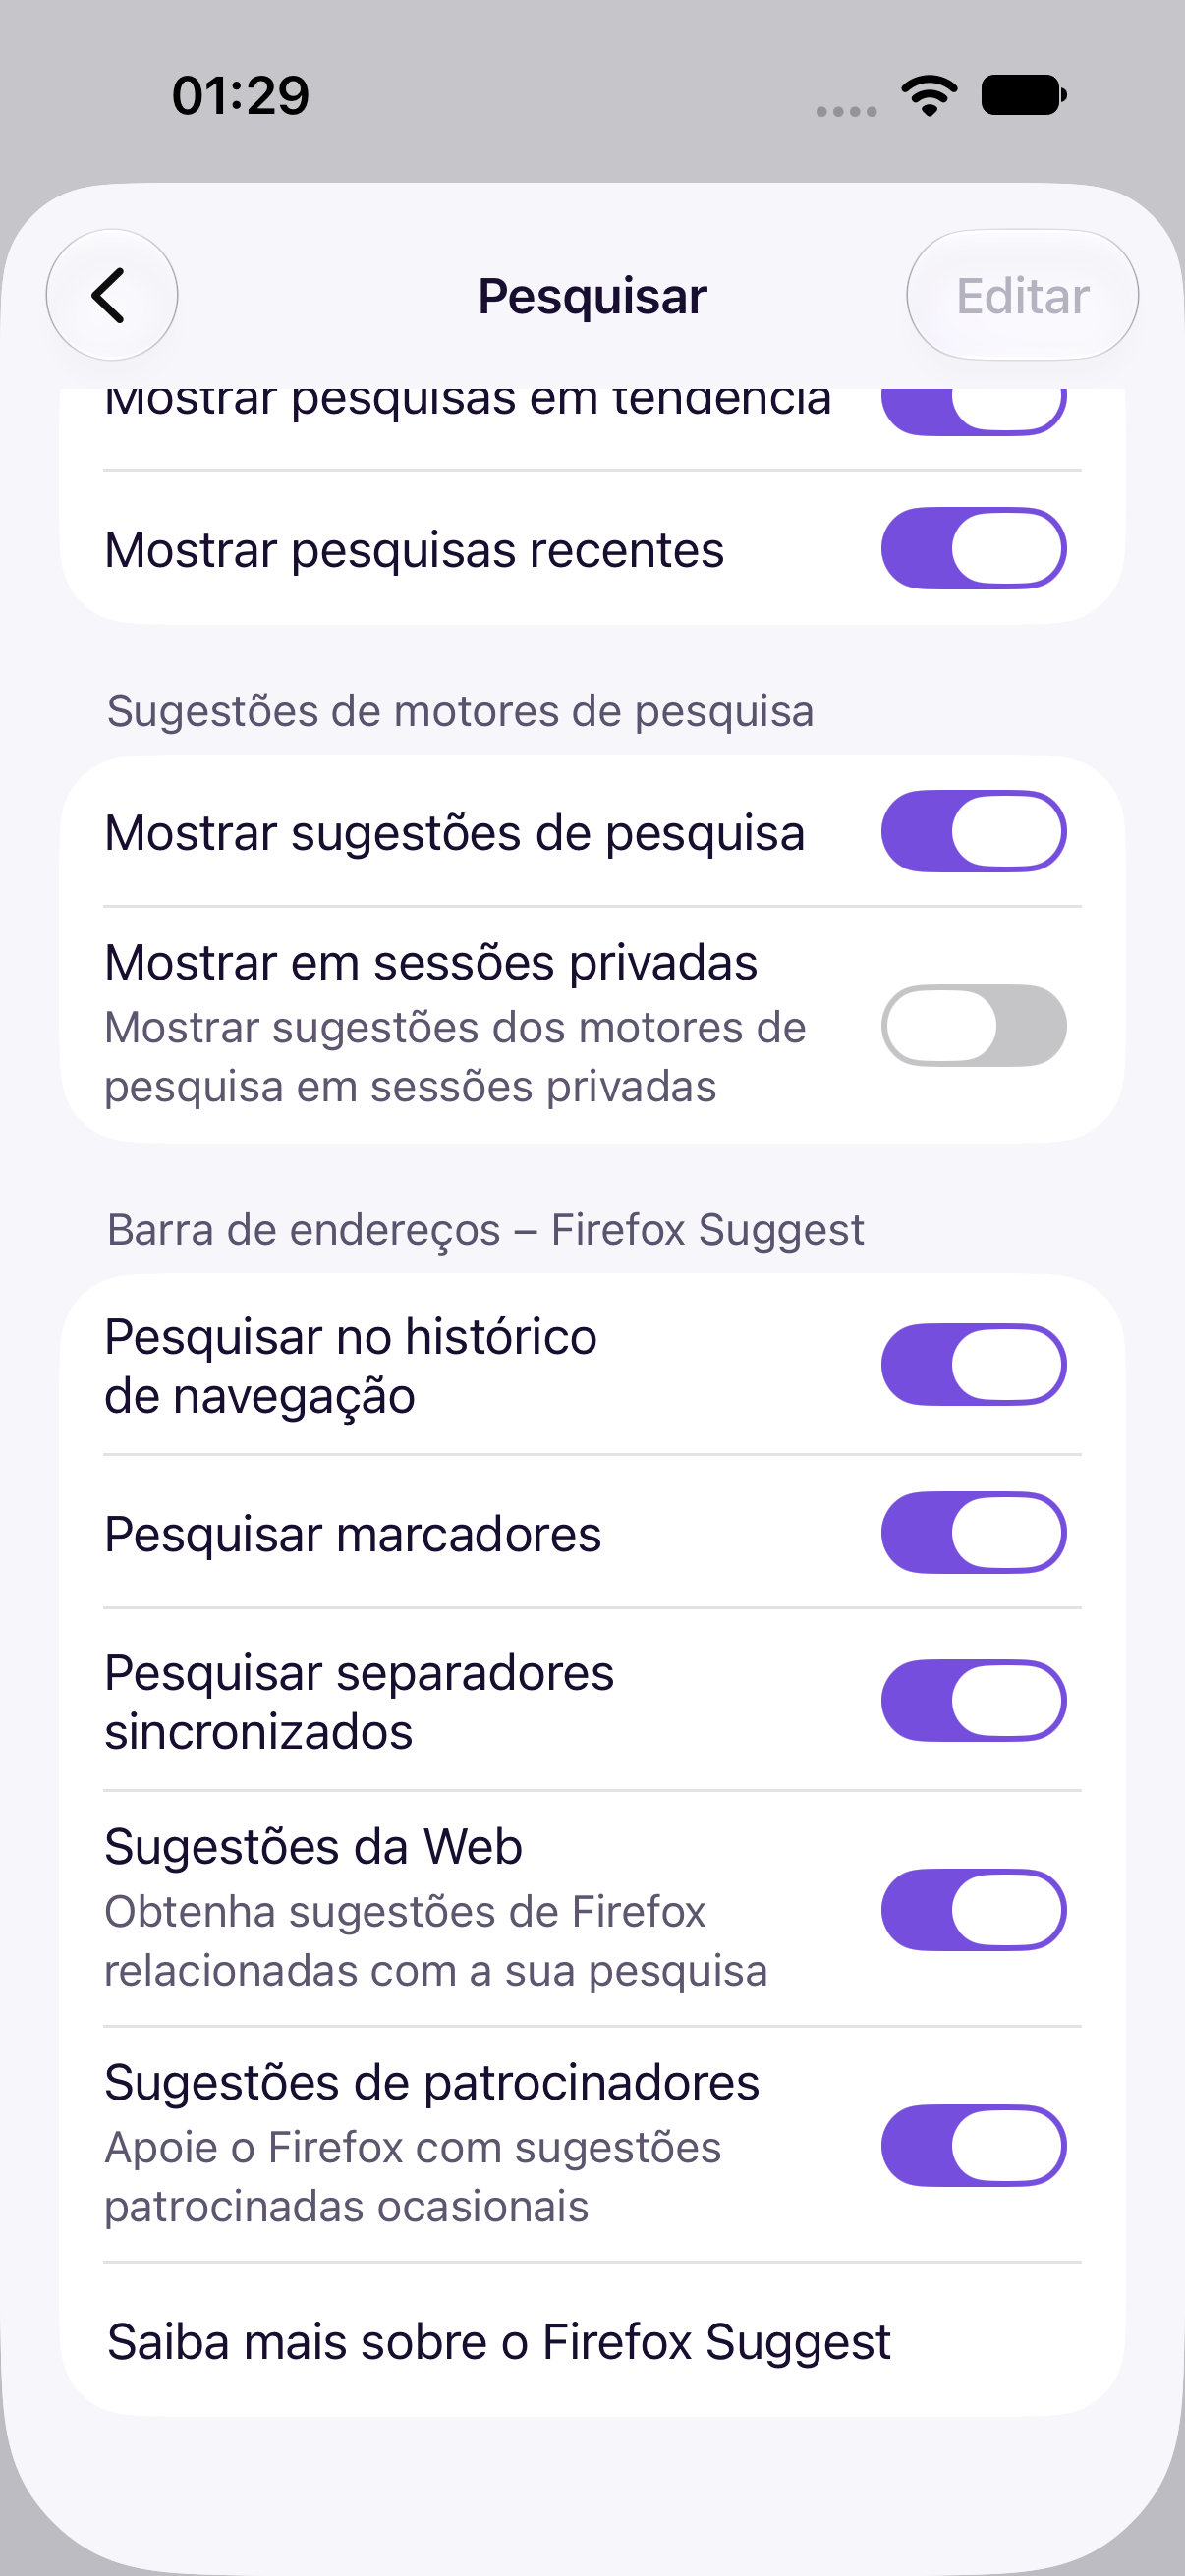 01:29
Pesquisar
Editar
Mostrar pesquisas em tendência
Mostrar pesquisas recentes
Sugestões de motores de pesquisa
Mostrar sugestões de pesquisa
Mostrar em sessões privadas
Mostrar sugestões dos motores de
pesquisa em sessões privadas
Barra de endereços – Firefox Suggest
Pesquisar no histórico
de navegação
Pesquisar marcadores
Pesquisar separadores
sincronizados
Sugestões da Web
Obtenha sugestões de Firefox
relacionadas com a sua pesquisa
Sugestões de patrocinadores
Apoie o Firefox com sugestões
patrocinadas ocasionais
Saiba mais sobre o Firefox Suggest